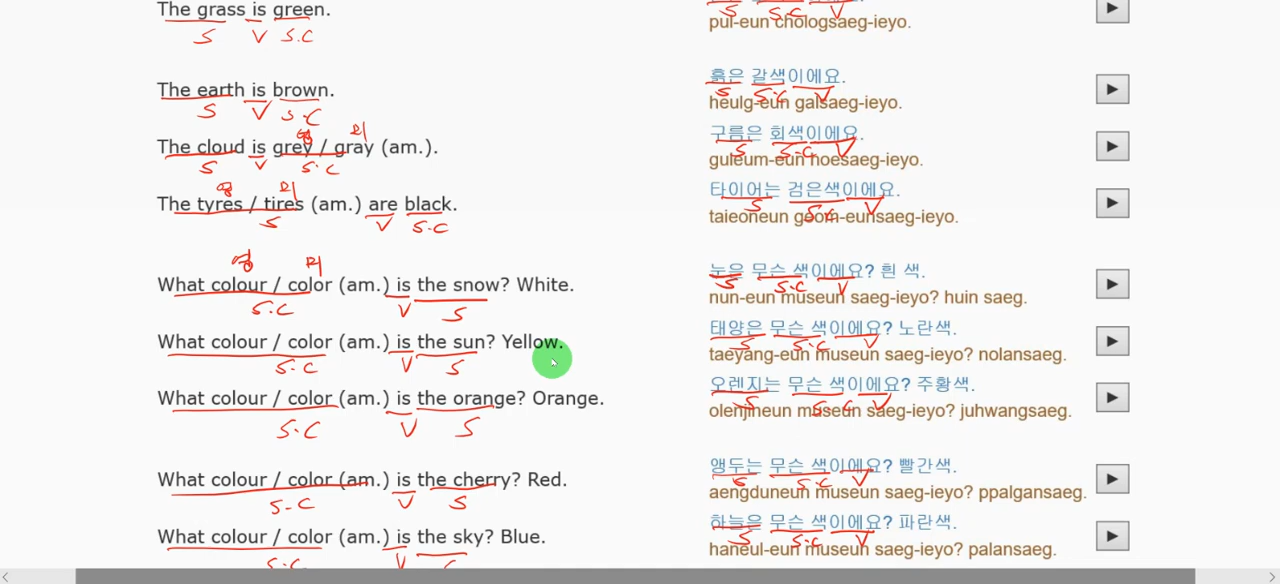 The grass is green.
S V S.C
S S.C V
pul-eun chologsaeg-ieyo.
The earth is brown.
S V S.C
흙은 갈색이에요.
S S.C V
heulg-eun galsaeg-ieyo.
영 미
The cloud is grey / gray (am.).
S V S.C
구름은 회색이에요.
S S.C V
guleum-eun hoesaeg-ieyo.
영 미
The tyres / tires (am.) are black.
S V S.C
타이어는 검은색이에요.
S S.C V
taieoneun geom-eunsaeg-ieyo.
영 미
What colour / color (am.) is the snow? White.
S.C V S
눈은 무슨 색이에요? 흰 색.
S S.C V
nun-eun museun saeg-ieyo? huin saeg.
What colour / color (am.) is the sun? Yellow.
S.C V S
태양은 무슨 색이에요? 노란색.
S S.C V
taeyang-eun museun saeg-ieyo? nolansaeg.
What colour / color (am.) is the orange? Orange.
S.C V S
오렌지는 무슨 색이에요? 주황색.
S S.C V
olenjineun museun saeg-ieyo? juhwangsaeg.
What colour / color (am.) is the cherry? Red.
S.C V S
앵두는 무슨 색이에요? 빨간색.
S S.C V
aengduneun museun saeg-ieyo? ppalgansaeg.
What colour / color (am.) is the sky? Blue.
S.C V
하늘은 무슨 색이에요? 파란색.
S S.C V
haneul-eun museun saeg-ieyo? palansaeg.